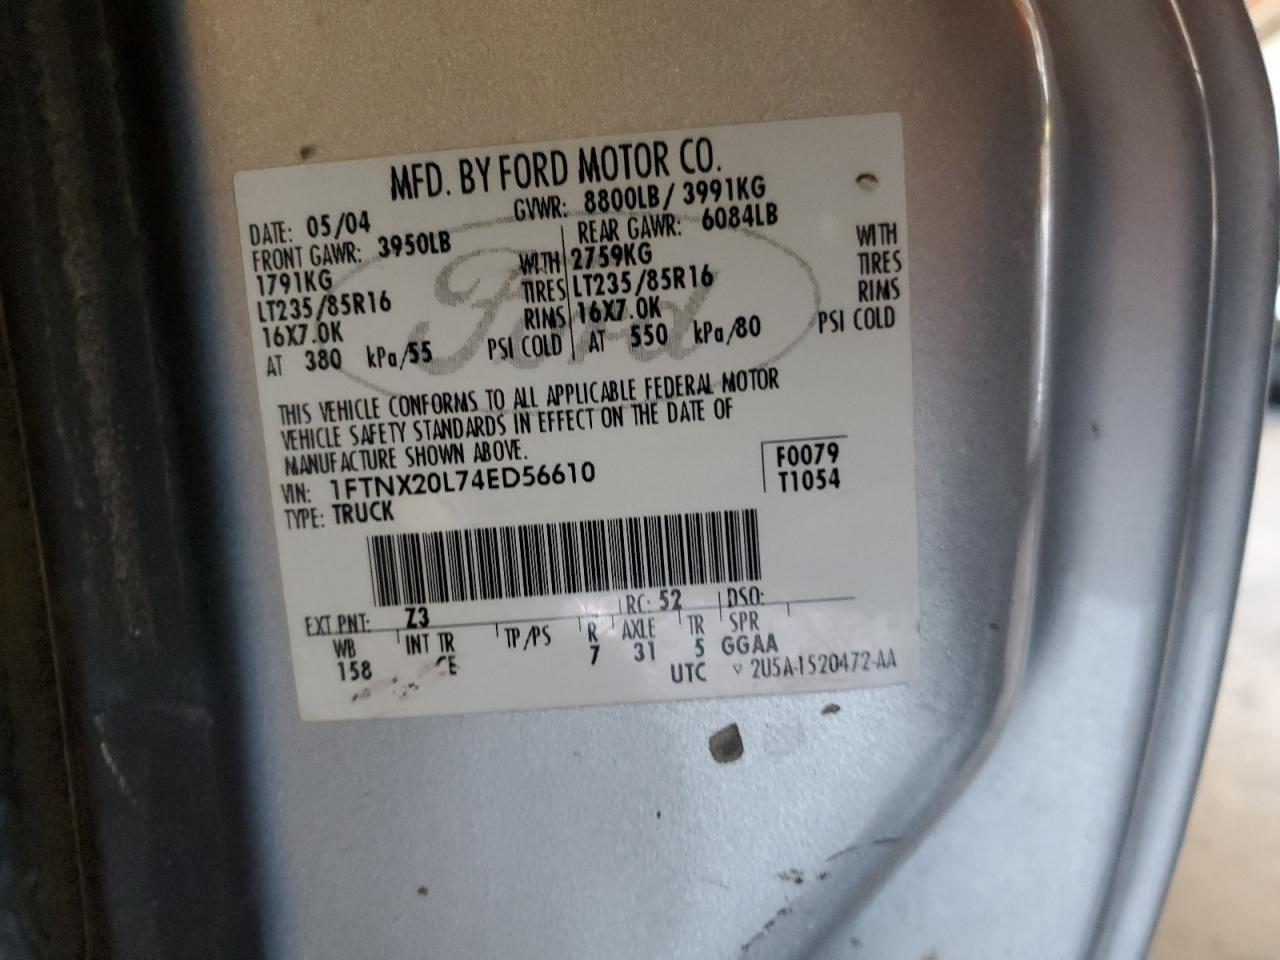 MFD. BY FORD MOTOR CO.
DATE: 05/04 GVWR: 8800LB/ 3991KG
FRONT GAWR: 3950LB REAR GAWR: 6084LB
1791KG WITH 2759KG WITH
LT235/85R16 TIRES LT235/85R16 TIRES
16X7.0K RIMS 16X7.0K RIMS
AT 380 kPa/55 PSI COLD AT 550 kPa/80 PSI COLD
Ford
THIS VEHICLE CONFORMS TO ALL APPLICABLE FEDERAL MOTOR
VEHICLE SAFETY STANDARDS IN EFFECT ON THE DATE OF
MANUFACTURE SHOWN ABOVE.
VIN: 1FTNX20L74ED56610 F0079
TYPE: TRUCK T1054
EXT PNT: Z3 RC: 52 DSO:
WB INT TR TP/PS R AXLE TR SPR
158 CE 7 31 5 GGAA
UTC 2U5A-1520472-AA